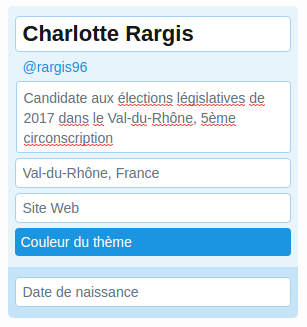 Charlotte Rargis
@rargis96
Candidate aux élections législatives de
2017 dans le Val-du-Rhône, 5ème
circonscription
Val-du-Rhône, France
Site Web
Couleur du thème
Date de naissance